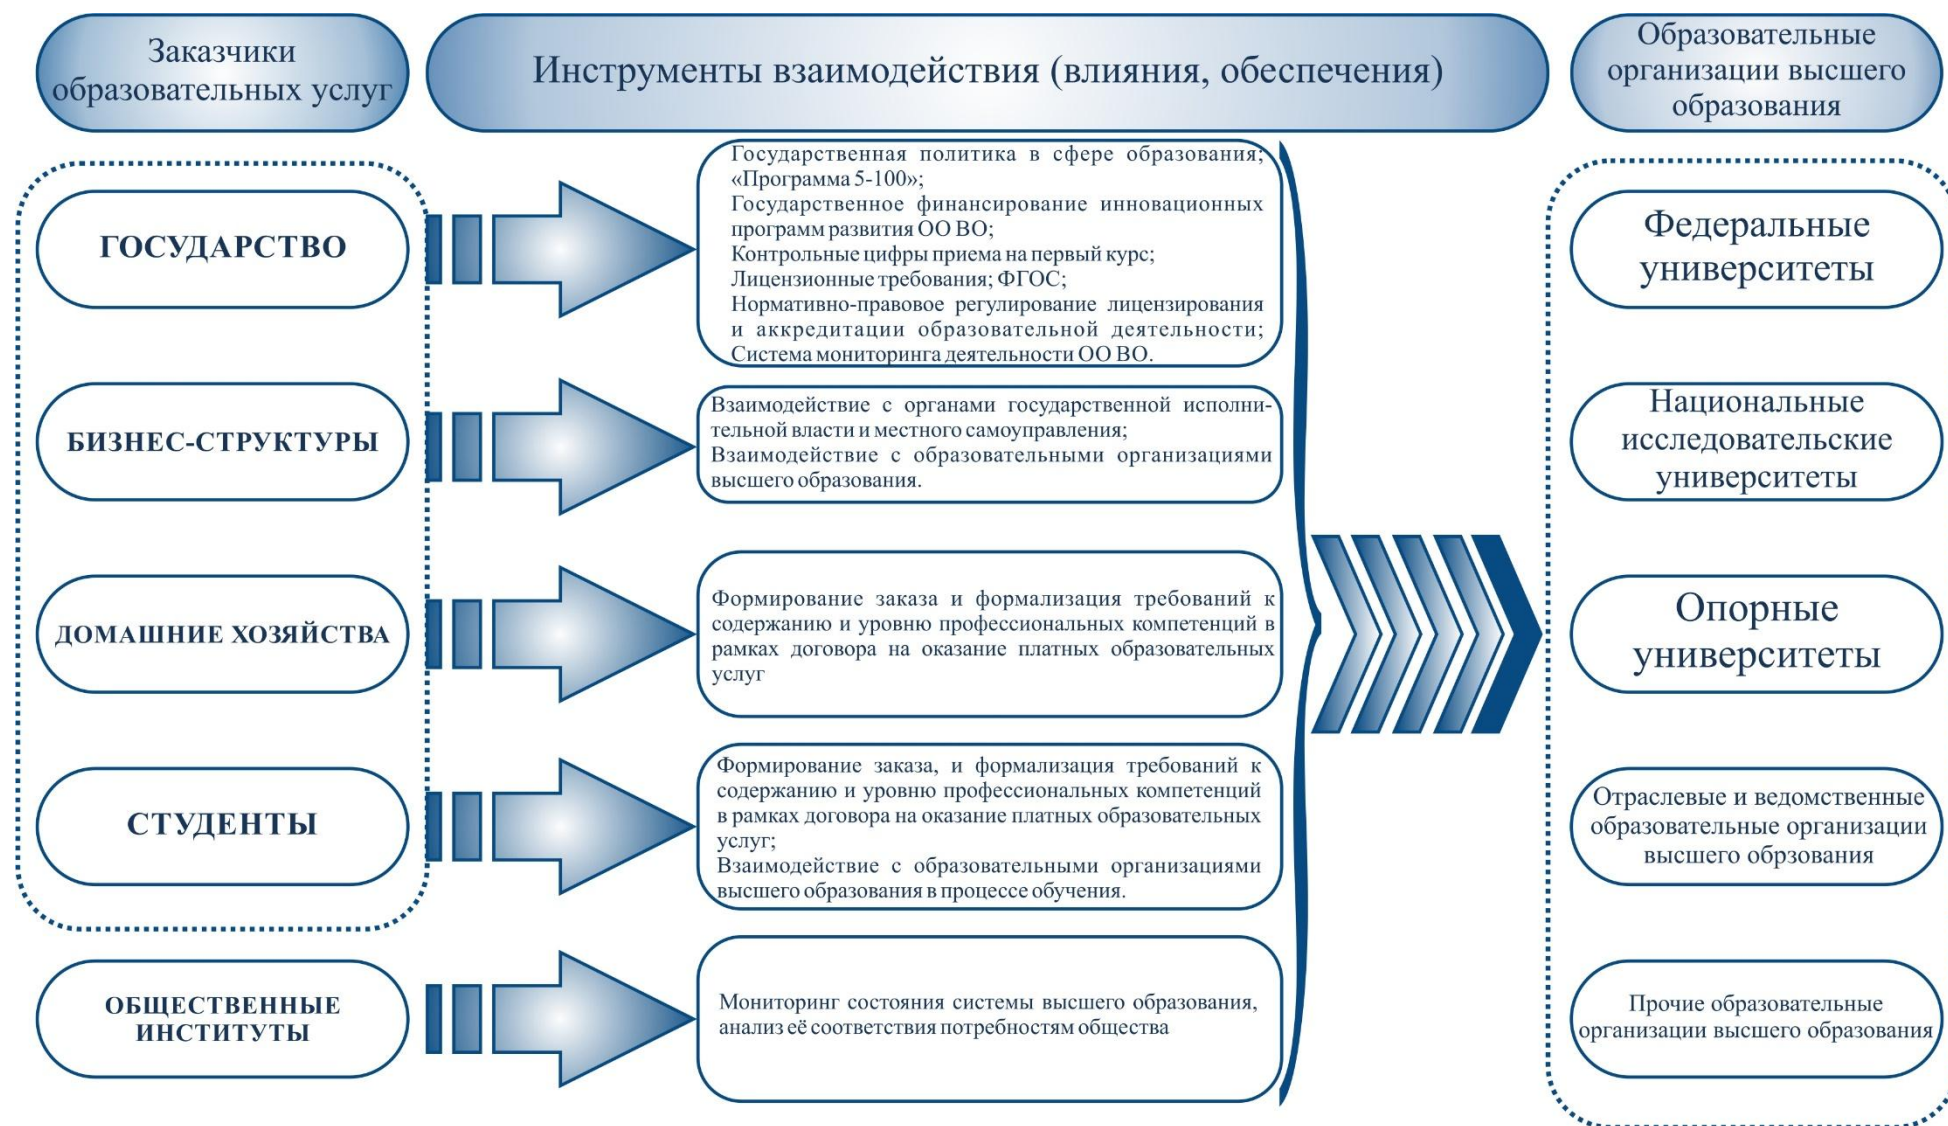 Заказчики
образовательных услуг
Инструменты взаимодействия (влияния, обеспечения)
Образовательные
организации высшего
образования
ГОСУДАРСТВО
Государственная политика в сфере образования;
«Программа 5-100»;
Государственное финансирование инновационных
программ развития ОО ВО;
Контрольные цифры приема на первый курс;
Лицензионные требования; ФГОС;
Нормативно-правовое регулирование лицензирования
и аккредитации образовательной деятельности;
Система мониторинга деятельности ОО ВО.
Федеральные
университеты
БИЗНЕС-СТРУКТУРЫ
Взаимодействие с органами государственной исполни-
тельной власти и местного самоуправления;
Взаимодействие с образовательными организациями
высшего образования.
Национальные
исследовательские
университеты
ДОМАШНИЕ ХОЗЯЙСТВА
Формирование заказа и формализация требований к
содержанию и уровню профессиональных компетенций в
рамках договора на оказание платных образовательных
услуг
Опорные
университеты
СТУДЕНТЫ
Формирование заказа, и формализация требований к
содержанию и уровню профессиональных компетенций
в рамках договора на оказание платных образовательных
услуг;
Взаимодействие с образовательными организациями
высшего образования в процессе обучения.
Отраслевые и ведомственные
образовательные организации
высшего обрзования
ОБЩЕСТВЕННЫЕ
ИНСТИТУТЫ
Мониторинг состояния системы высшего образования,
анализ её соответствия потребностям общества
Прочие образовательные
организации высшего образования